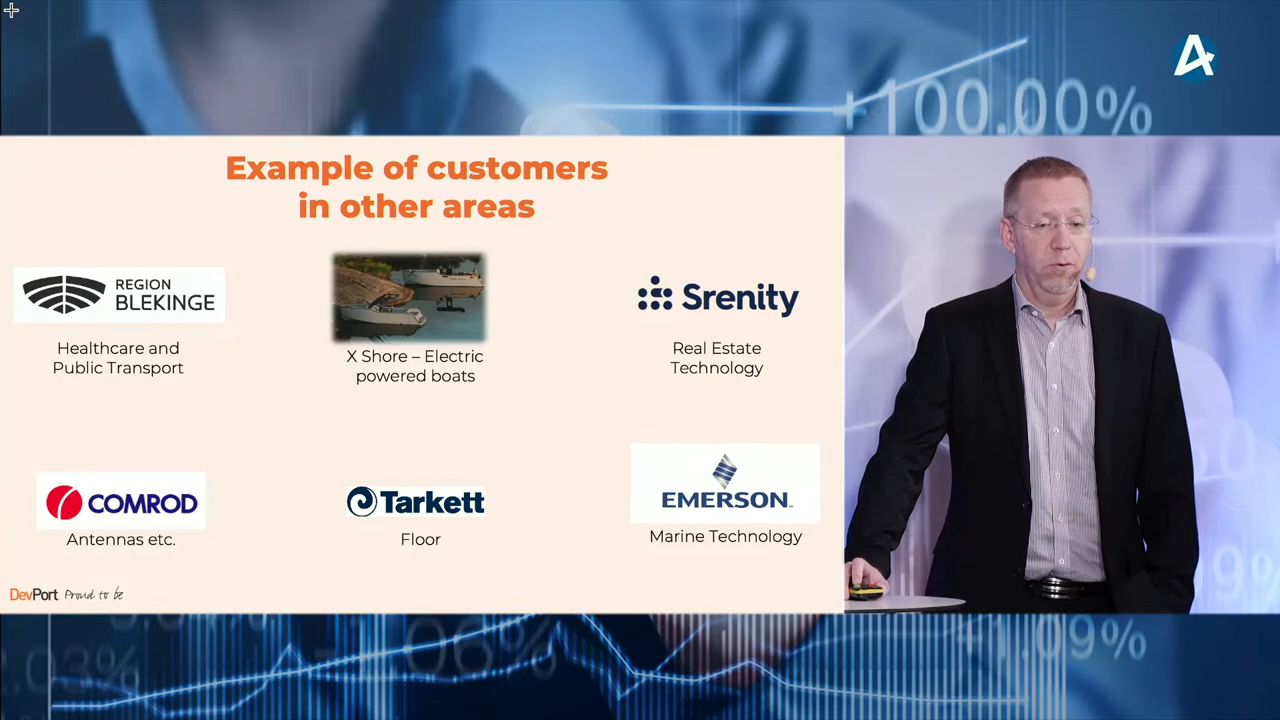 +100.00%
Example of customers
in other areas
REGION
BLEKINGE
Healthcare and
Public Transport
X Shore – Electric
powered boats
Srenity
Real Estate
Technology
COMROD
Antennas etc.
Tarkett
Floor
EMERSON
Marine Technology
DevPort Proud to be